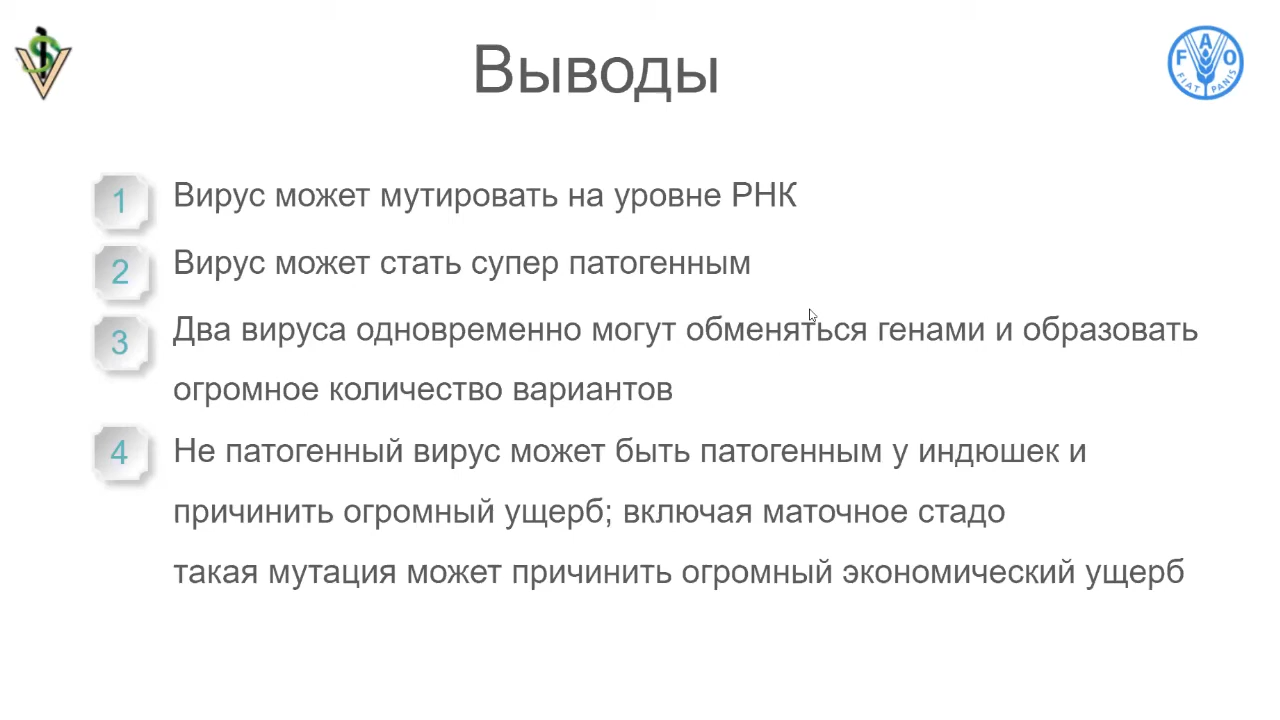 Выводы
F A O
FIAT PANIS
1 Вирус может мутировать на уровне РНК
2 Вирус может стать супер патогенным
3 Два вируса одновременно могут обменяться генами и образовать
огромное количество вариантов
4 Не патогенный вирус может быть патогенным у индюшек и
причинить огромный ущерб; включая маточное стадо
такая мутация может причинить огромный экономический ущерб